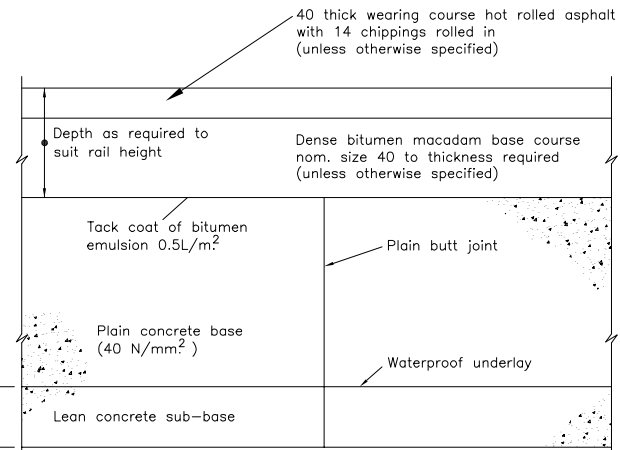 40 thick wearing course hot rolled asphalt
with 14 chippings rolled in
(unless otherwise specified)
Depth as required to
suit rail height
Dense bitumen macadam base course
nom. size 40 to thickness required
(unless otherwise specified)
Tack coat of bitumen
emulsion 0.5L/m.²
Plain butt joint
Plain concrete base
(40 N/mm.² )
Waterproof underlay
Lean concrete sub-base